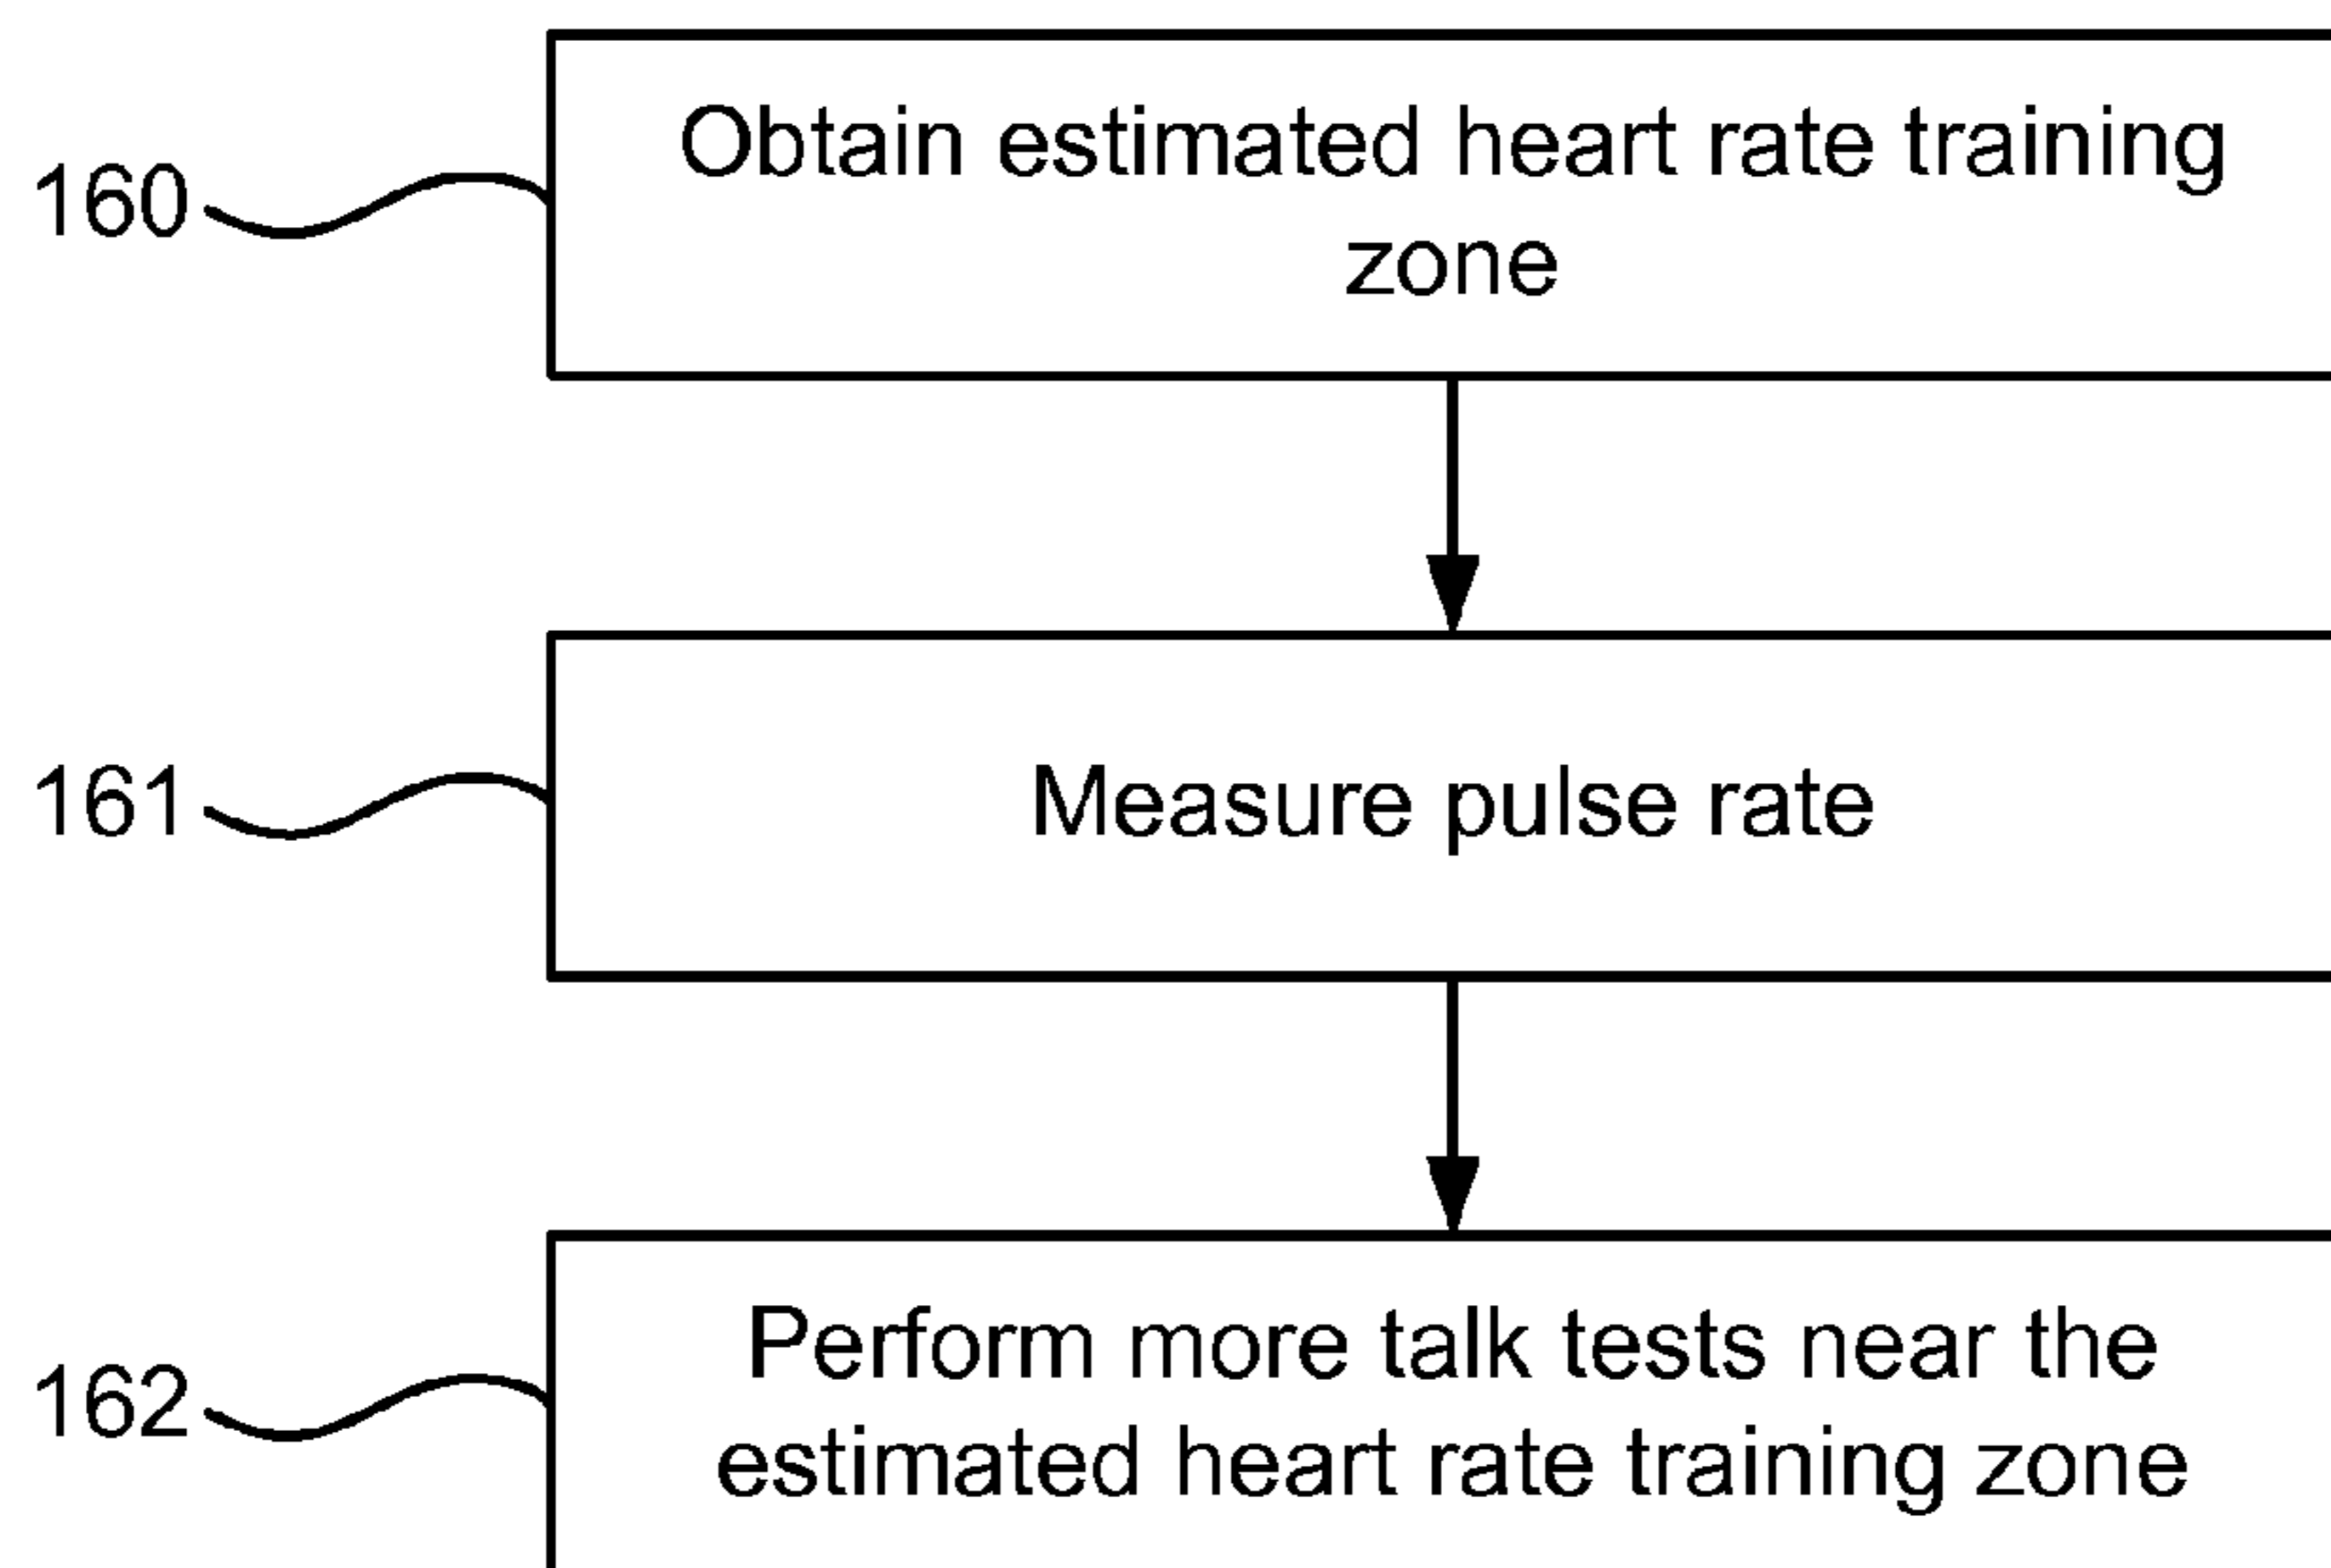 160
Obtain estimated heart rate training
zone
161
Measure pulse rate
162
Perform more talk tests near the
estimated heart rate training zone